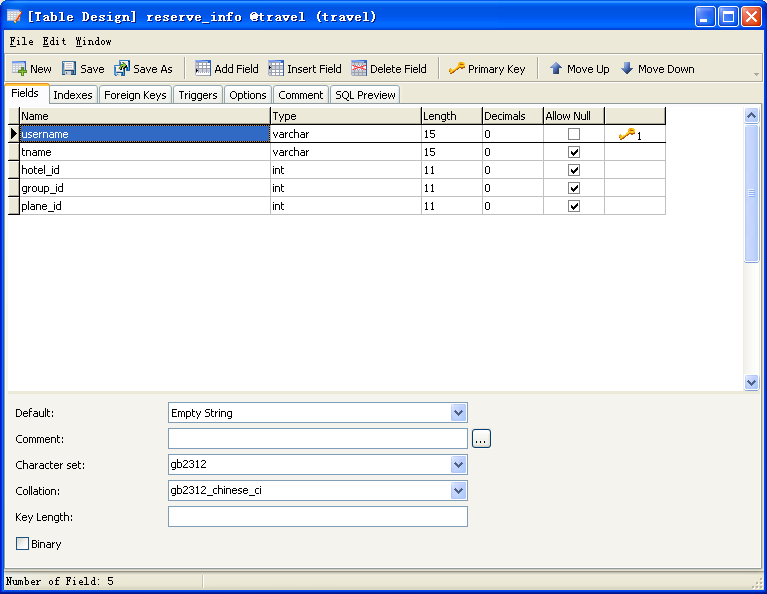 [Table Design] reserve_info @travel (travel)
File Edit Window
New Save Save As Add Field Insert Field Delete Field Primary Key Move Up Move Down
Fields Indexes Foreign Keys Triggers Options Comment SQL Preview
Name Type Length Decimals Allow Null
username varchar 15 0 1
tname varchar 15 0
hotel_id int 11 0
group_id int 11 0
plane_id int 11 0
Default: Empty String
Comment: ...
Character set: gb2312
Collation: gb2312_chinese_ci
Key Length:
Binary
Number of Field: 5